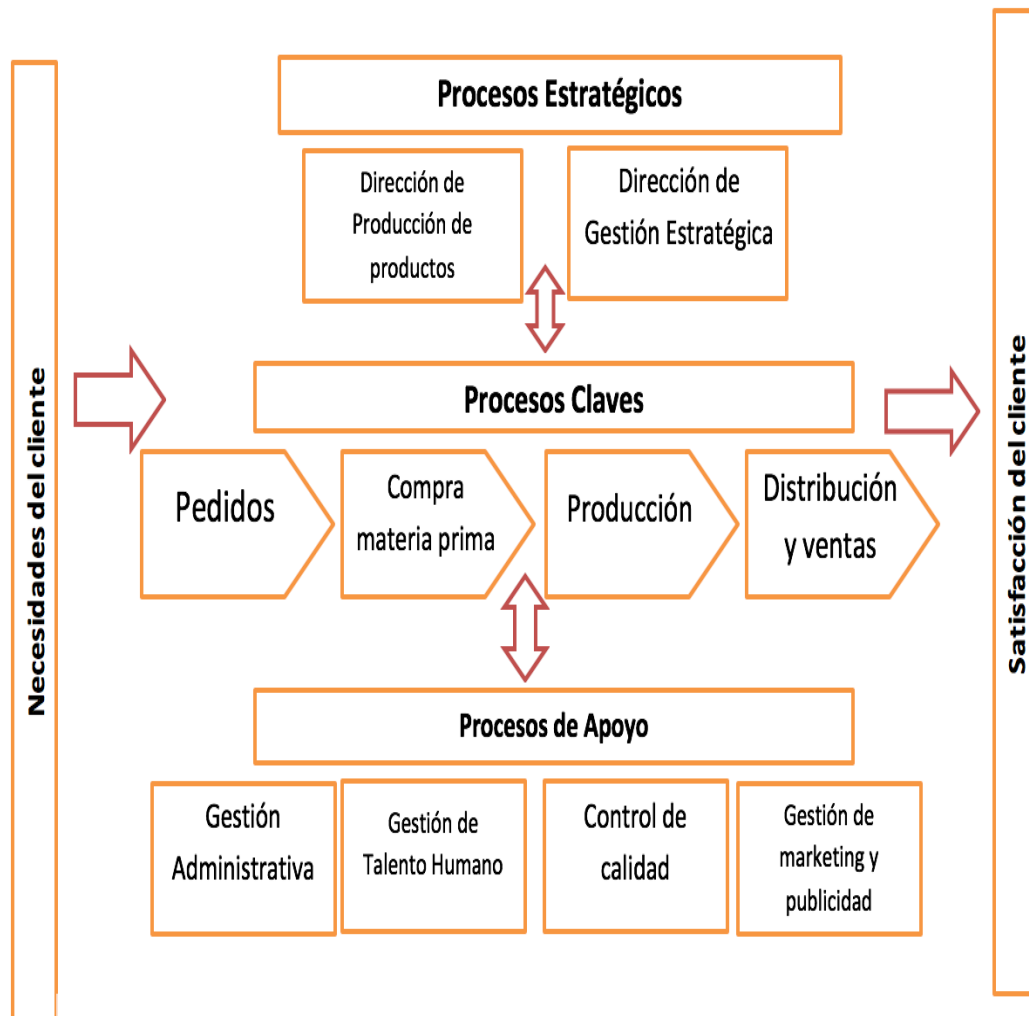 Necesidades del cliente
Procesos Estratégicos
Dirección de
Producción de
productos
Dirección de
Gestión Estratégica
Procesos Claves
Pedidos
Compra
materia prima
Producción
Distribución
y ventas
Procesos de Apoyo
Gestión
Administrativa
Gestión de
Talento Humano
Control de
calidad
Gestión de
marketing y
publicidad
Satisfacción del cliente